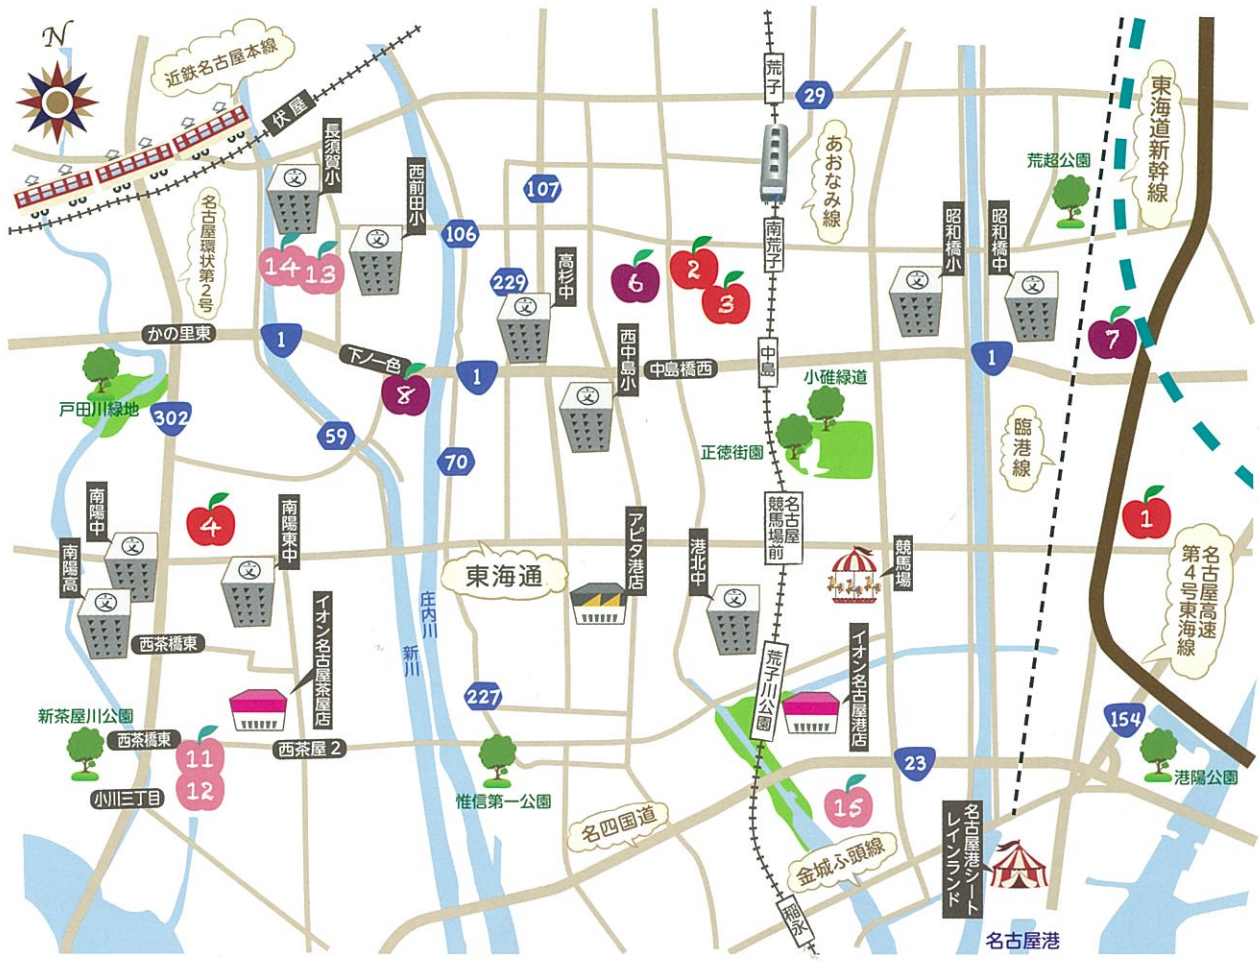 N
近鉄名古屋本線
伏屋
長須賀小
西前田小
名古屋環状第2号
14
13
106
107
229
高杉中
6
2
3
荒子
29
あおなみ線
南荒子
荒超公園
東海道新幹線
昭和橋小
昭和橋中
7
かの里東
1
下ノ一色
8
1
西中島小
中島橋西
中島
1
小碓緑道
正徳街園
戸田川緑地
302
59
70
臨港線
南陽中
南陽高
4
南陽東中
東海通
アピタ港店
港北中
名古屋
競馬場前
競馬場
1
名古屋高速
第4号東海線
庄内川
新川
西茶橋東
イオン名古屋茶屋店
227
荒子川公園
イオン名古屋港店
新茶屋川公園
西茶橋東
11
12
西茶屋2
小川三丁目
惟信第一公園
名四国道
23
15
金城ふ頭線
154
港陽公園
名古屋港シート
レインランド
稲永
名古屋港